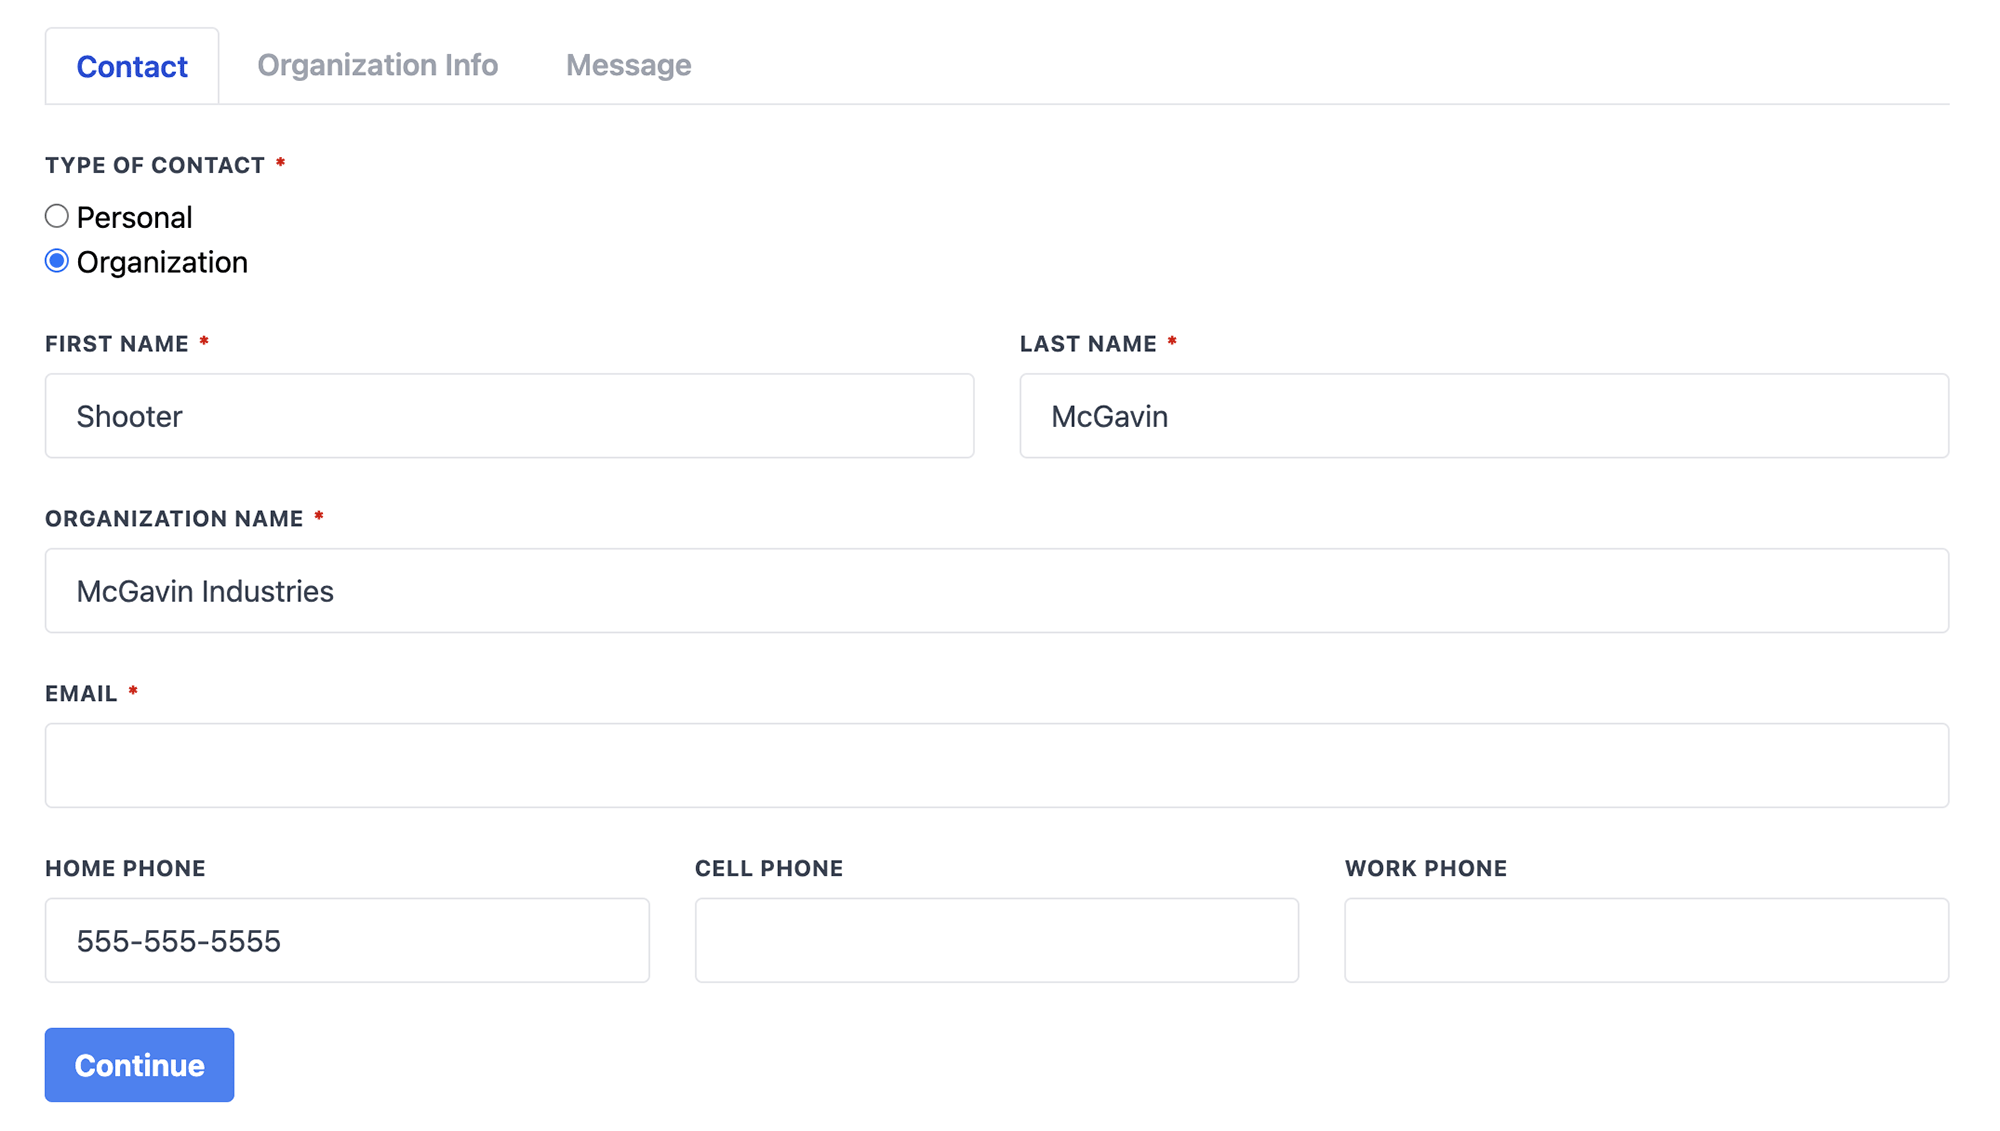 Contact Organization Info Message
TYPE OF CONTACT *
Personal
Organization
FIRST NAME * LAST NAME *
Shooter McGavin
ORGANIZATION NAME *
McGavin Industries
EMAIL *
HOME PHONE CELL PHONE WORK PHONE
555-555-5555
Continue